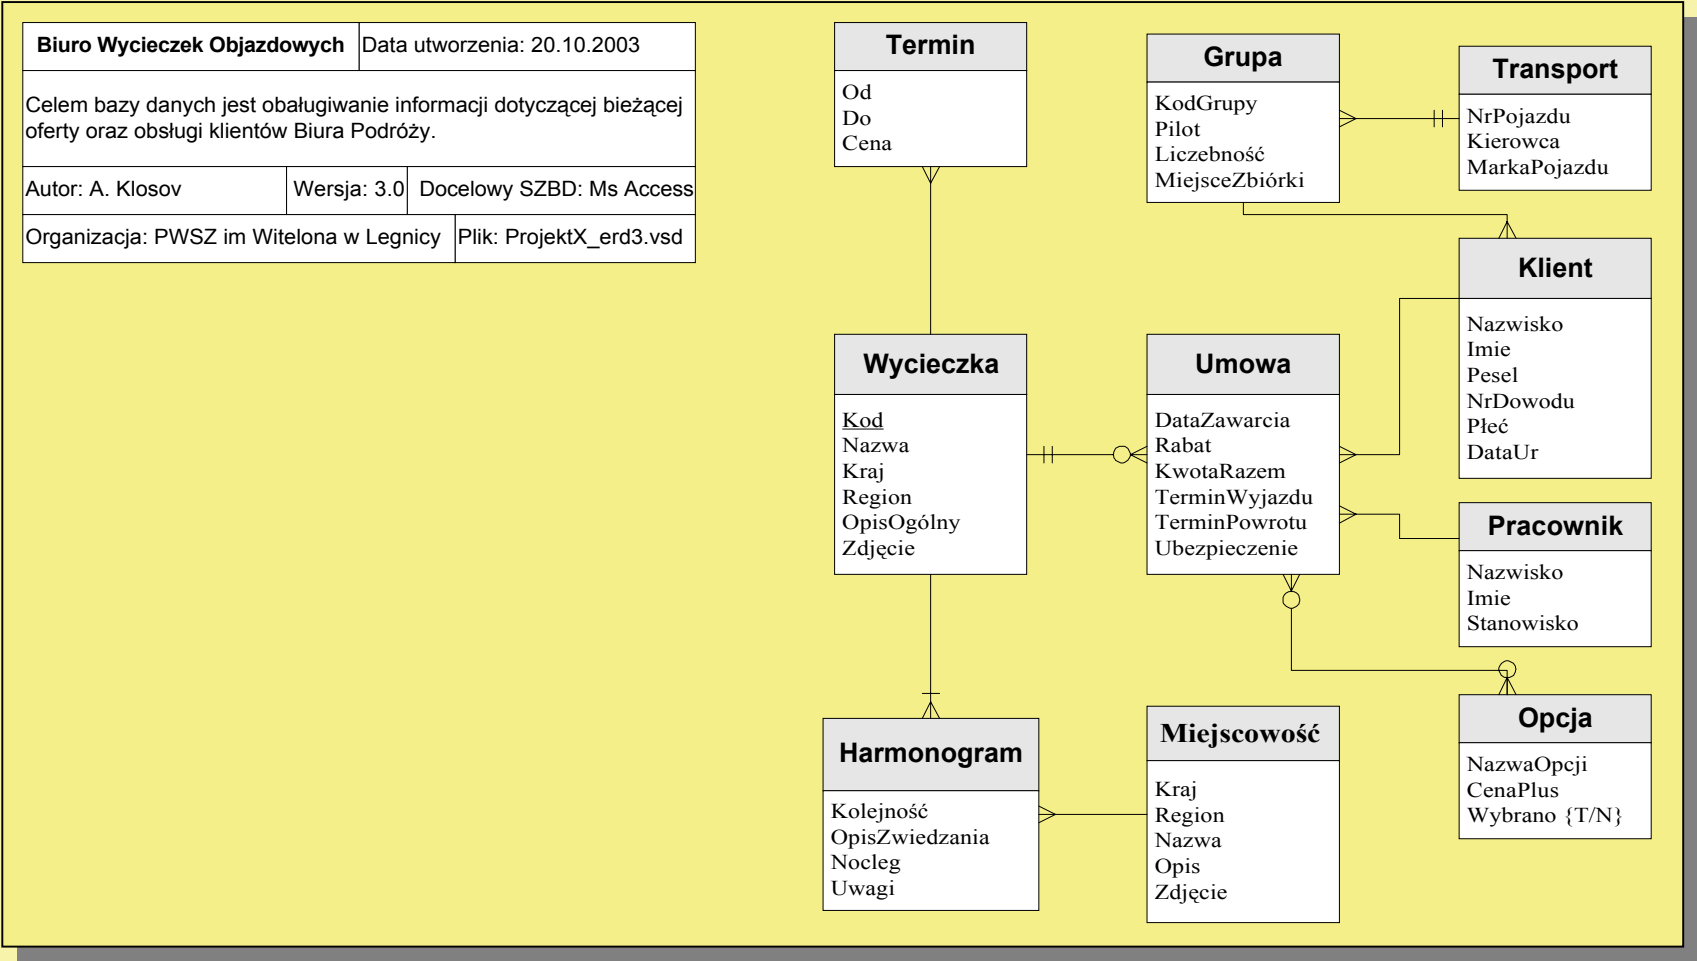 Biuro Wycieczek Objazdowych
Data utworzenia: 20.10.2003
Celem bazy danych jest obaługiwanie informacji dotyczącej bieżącej
oferty oraz obsługi klientów Biura Podróży.
Autor: A. Klosov
Wersja: 3.0
Docelowy SZBD: Ms Access
Organizacja: PWSZ im Witelona w Legnicy
Plik: ProjektX_erd3.vsd
Termin
Od
Do
Cena
Grupa
KodGrupy
Pilot
Liczebność
MiejsceZbiórki
Transport
NrPojazdu
Kierowca
MarkaPojazdu
Klient
Nazwisko
Imie
Pesel
NrDowodu
Płeć
DataUr
Wycieczka
Kod
Nazwa
Kraj
Region
OpisOgólny
Zdjęcie
Umowa
DataZawarcia
Rabat
KwotaRazem
TerminWyjazdu
TerminPowrotu
Ubezpieczenie
Pracownik
Nazwisko
Imie
Stanowisko
Harmonogram
Kolejność
OpisZwiedzania
Nocleg
Uwagi
Miejscowość
Kraj
Region
Nazwa
Opis
Zdjęcie
Opcja
NazwaOpcji
CenaPlus
Wybrano {T/N}